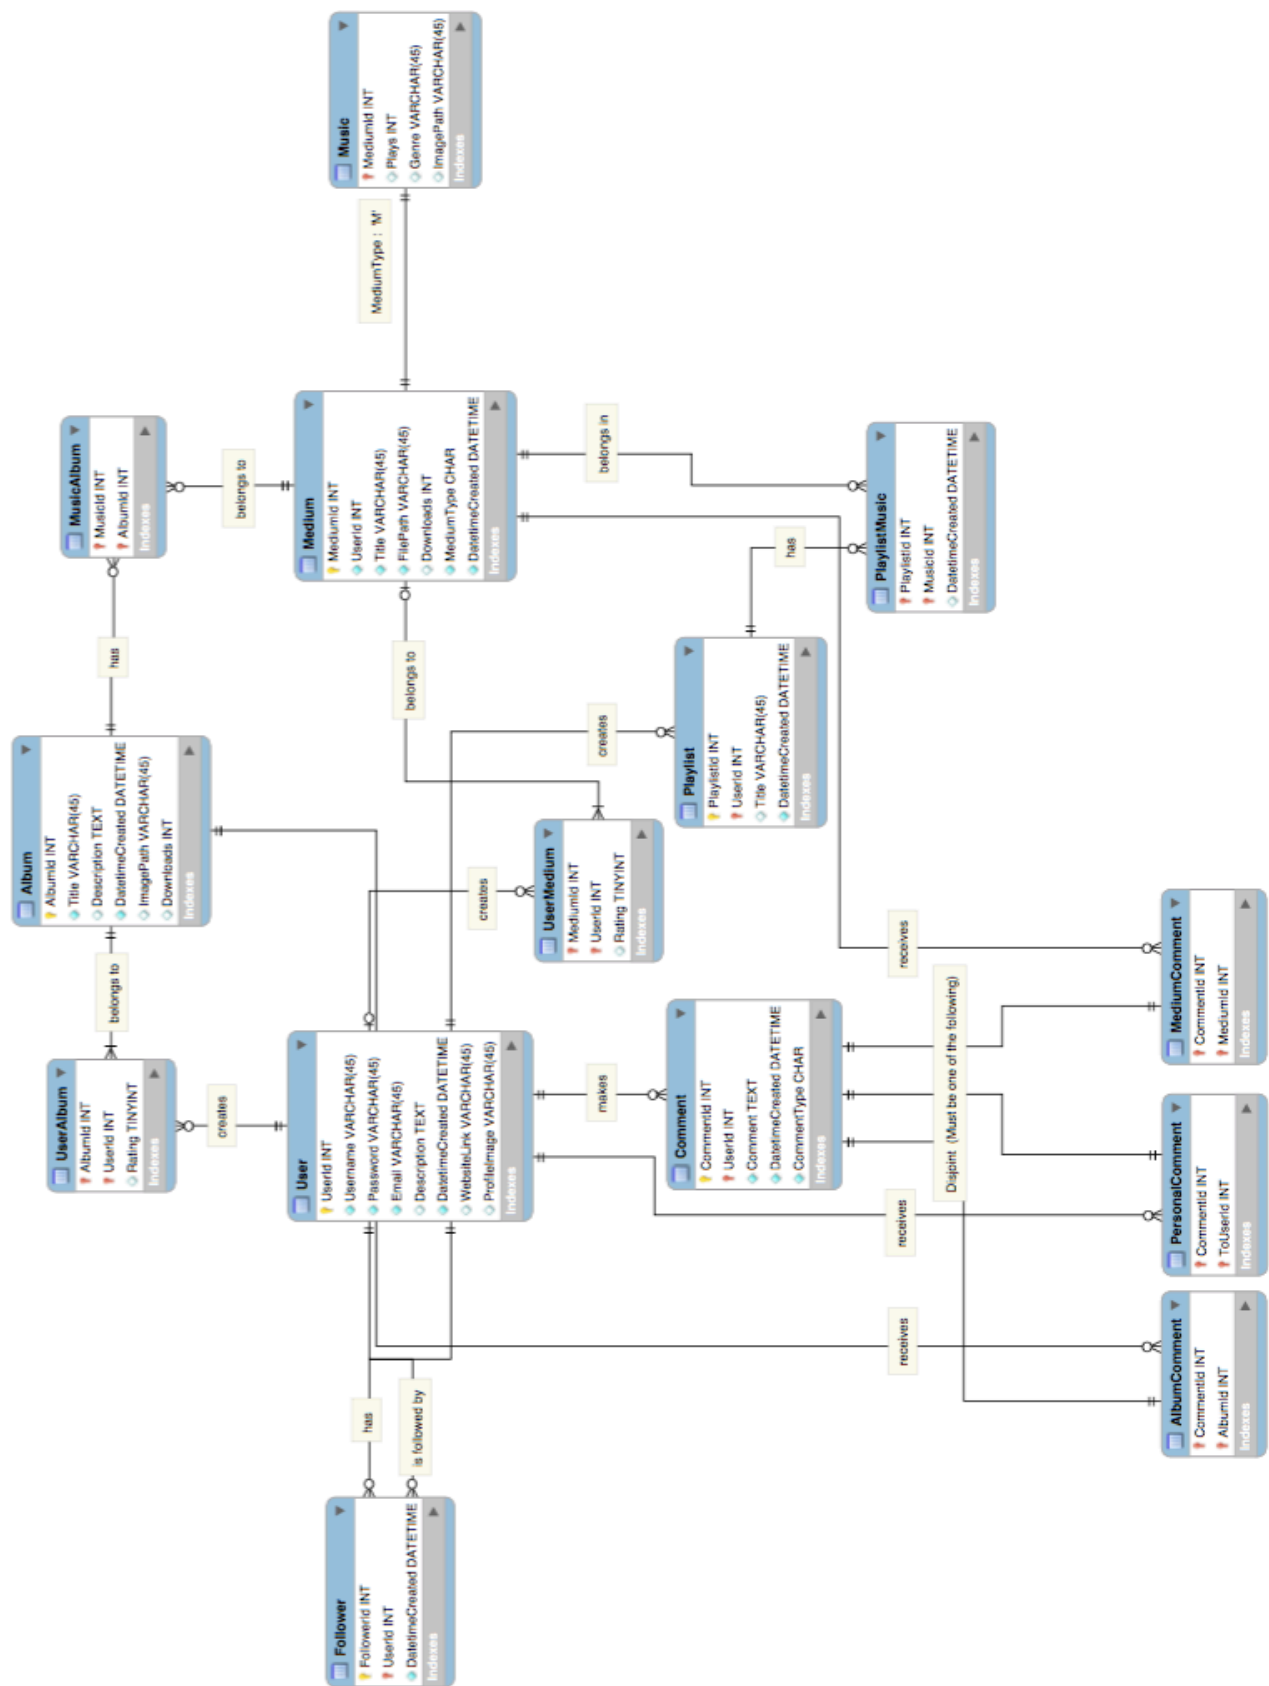 Follower
FollowerId INT
UserId INT
DatetimeCreated DATETIME
Indexes
has
is followed by
UserAlbum
AlbumId INT
UserId INT
Rating TINYINT
Indexes
creates
belongs to
Album
AlbumId INT
Title VARCHAR(45)
Description TEXT
DatetimeCreated DATETIME
ImagePath VARCHAR(45)
Downloads INT
Indexes
has
MusicAlbum
MusicId INT
AlbumId INT
Indexes
belongs to
User
UserId INT
Username VARCHAR(45)
Password VARCHAR(45)
Email VARCHAR(45)
Description TEXT
DatetimeCreated DATETIME
WebsiteLink VARCHAR(45)
ProfileImage VARCHAR(45)
Indexes
creates
UserMedium
MediumId INT
UserId INT
Rating TINYINT
Indexes
belongs to
Medium
MediumId INT
UserId INT
Title VARCHAR(45)
FilePath VARCHAR(45)
Downloads INT
MediumType CHAR
DatetimeCreated DATETIME
Indexes
MediumType : 'M'
Music
MediumId INT
Plays INT
Genre VARCHAR(45)
ImagePath VARCHAR(45)
Indexes
creates
Playlist
PlaylistId INT
UserId INT
Title VARCHAR(45)
DatetimeCreated DATETIME
Indexes
has
belongs in
PlaylistMusic
PlaylistId INT
MusicId INT
DatetimeCreated DATETIME
Indexes
makes
Comment
CommentId INT
UserId INT
Comment TEXT
DatetimeCreated DATETIME
CommentType CHAR
Indexes
receives
receives
receives
Disjoint (Must be one of the following)
AlbumComment
CommentId INT
AlbumId INT
Indexes
PersonalComment
CommentId INT
ToUserId INT
Indexes
MediumComment
CommentId INT
MediumId INT
Indexes